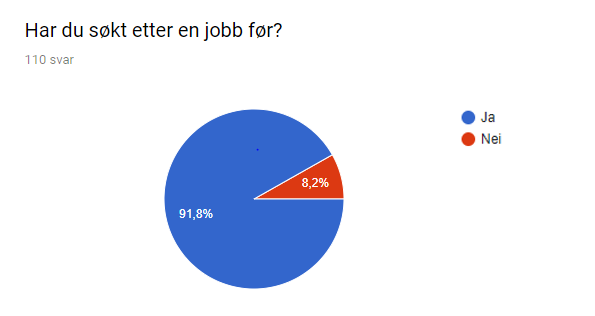 Har du søkt etter en jobb før?
110 svar
Ja
Nei
8,2%
91,8%